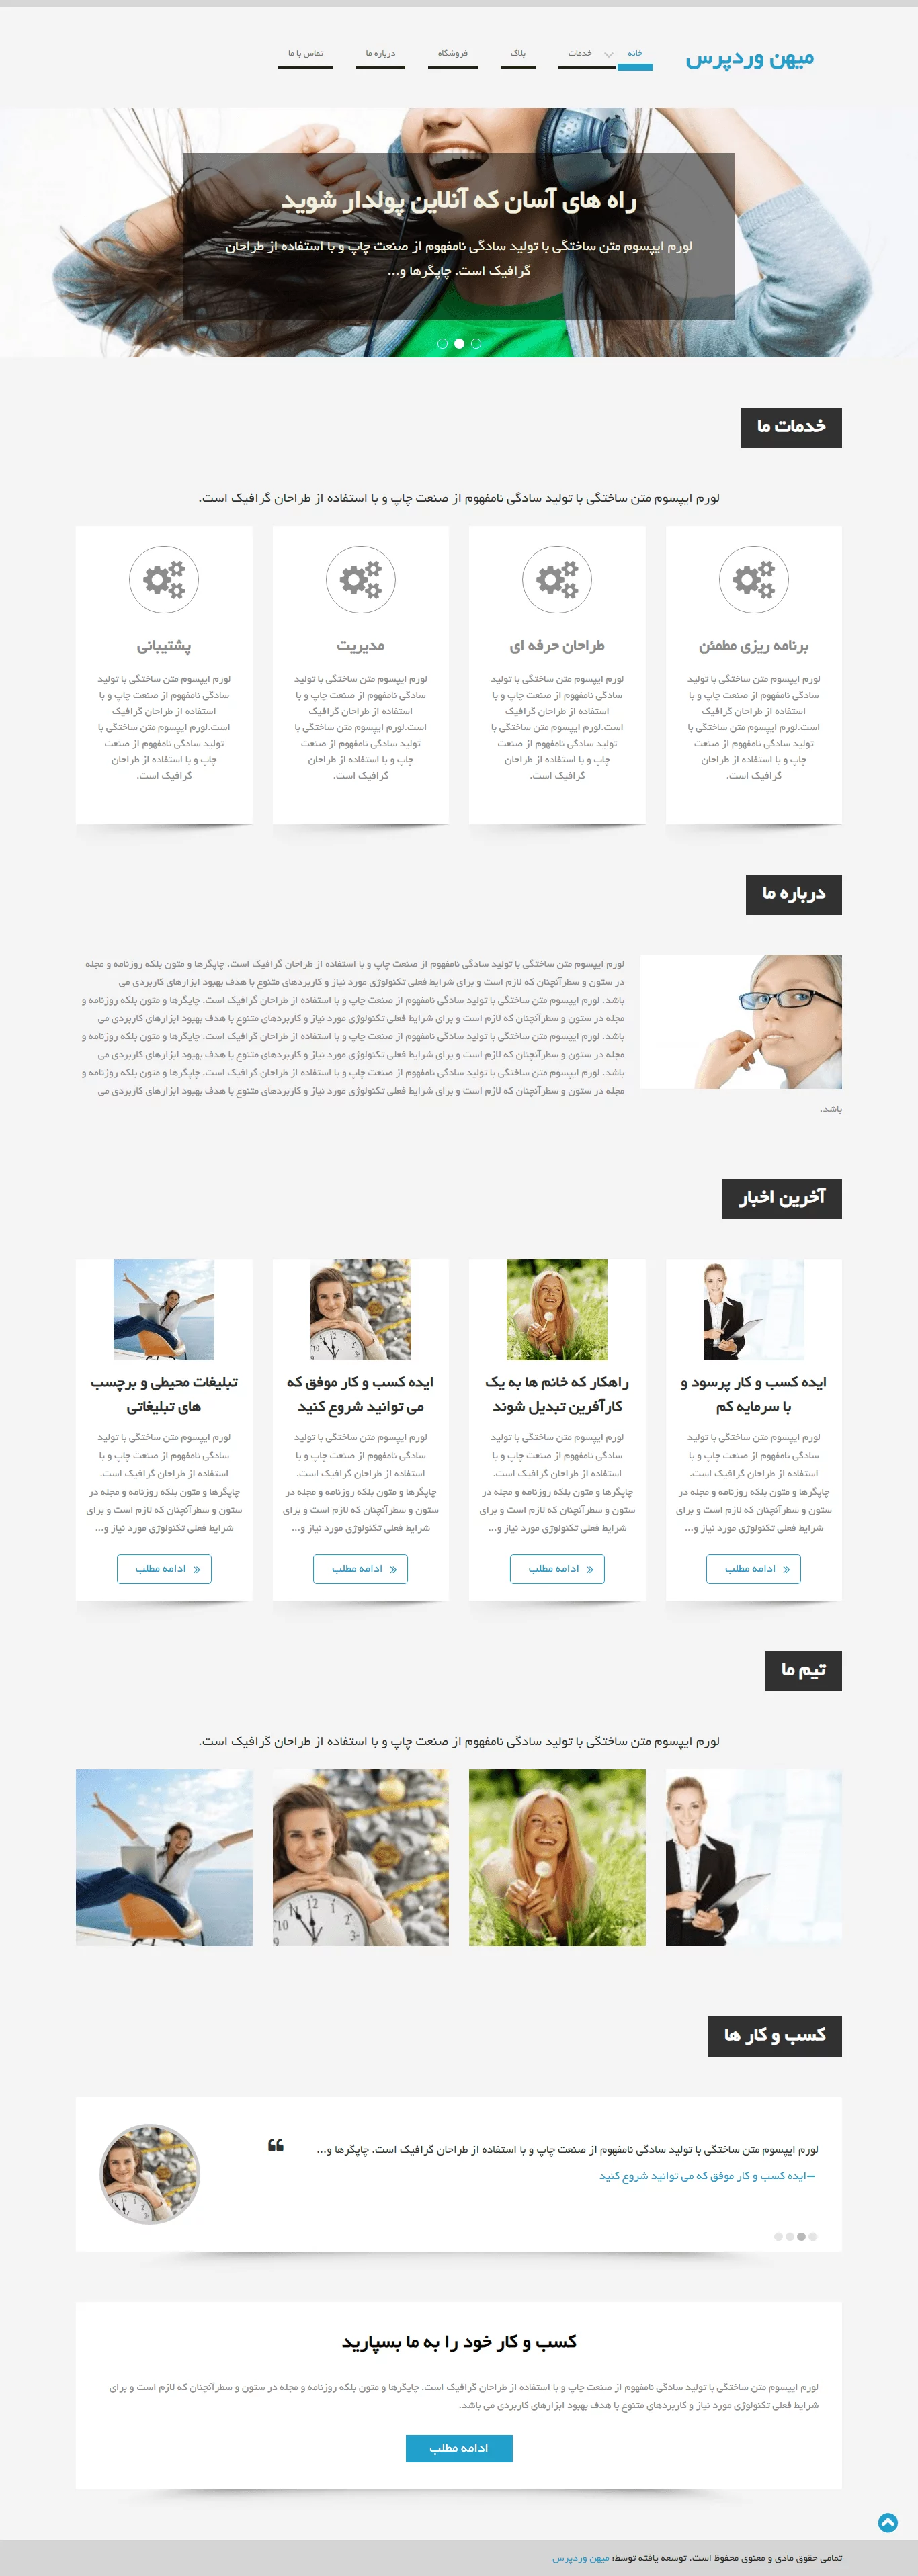 میهن وردپرس
خانه
خدمات
بلاگ
فروشگاه
درباره ما
تماس با ما
راه های آسان که آنلاین پولدار شوید
لورم ایپسوم متن ساختگی با تولید سادگی نامفهوم از صنعت چاپ و با استفاده از طراحان
گرافیک است. چاپگرها و...
خدمات ما
لورم ایپسوم متن ساختگی با تولید سادگی نامفهوم از صنعت چاپ و با استفاده از طراحان گرافیک است.
برنامه ریزی مطمئن
لورم ایپسوم متن ساختگی با تولید
سادگی نامفهوم از صنعت چاپ و با
استفاده از طراحان گرافیک
است.لورم ایپسوم متن ساختگی با
تولید سادگی نامفهوم از صنعت
چاپ و با استفاده از طراحان
گرافیک است.
طراحان حرفه ای
لورم ایپسوم متن ساختگی با تولید
سادگی نامفهوم از صنعت چاپ و با
استفاده از طراحان گرافیک
است.لورم ایپسوم متن ساختگی با
تولید سادگی نامفهوم از صنعت
چاپ و با استفاده از طراحان
گرافیک است.
مدیریت
لورم ایپسوم متن ساختگی با تولید
سادگی نامفهوم از صنعت چاپ و با
استفاده از طراحان گرافیک
است.لورم ایپسوم متن ساختگی با
تولید سادگی نامفهوم از صنعت
چاپ و با استفاده از طراحان
گرافیک است.
پشتیبانی
لورم ایپسوم متن ساختگی با تولید
سادگی نامفهوم از صنعت چاپ و با
استفاده از طراحان گرافیک
است.لورم ایپسوم متن ساختگی با
تولید سادگی نامفهوم از صنعت
چاپ و با استفاده از طراحان
گرافیک است.
درباره ما
لورم ایپسوم متن ساختگی با تولید سادگی نامفهوم از صنعت چاپ و با استفاده از طراحان گرافیک است. چاپگرها و متون بلکه روزنامه و مجله
در ستون و سطرآنچنان که لازم است و برای شرایط فعلی تکنولوژی مورد نیاز و کاربردهای متنوع با هدف بهبود ابزارهای کاربردی می
باشد. لورم ایپسوم متن ساختگی با تولید سادگی نامفهوم از صنعت چاپ و با استفاده از طراحان گرافیک است. چاپگرها و متون بلکه روزنامه و
مجله در ستون و سطرآنچنان که لازم است و برای شرایط فعلی تکنولوژی مورد نیاز و کاربردهای متنوع با هدف بهبود ابزارهای کاربردی می
باشد. لورم ایپسوم متن ساختگی با تولید سادگی نامفهوم از صنعت چاپ و با استفاده از طراحان گرافیک است. چاپگرها و متون بلکه روزنامه و
مجله در ستون و سطرآنچنان که لازم است و برای شرایط فعلی تکنولوژی مورد نیاز و کاربردهای متنوع با هدف بهبود ابزارهای کاربردی می
باشد. لورم ایپسوم متن ساختگی با تولید سادگی نامفهوم از صنعت چاپ و با استفاده از طراحان گرافیک است. چاپگرها و متون بلکه روزنامه و
مجله در ستون و سطرآنچنان که لازم است و برای شرایط فعلی تکنولوژی مورد نیاز و کاربردهای متنوع با هدف بهبود ابزارهای کاربردی می
باشد.
آخرین اخبار
ایده کسب و کار پرسود و
با سرمایه کم
لورم ایپسوم متن ساختگی با تولید
سادگی نامفهوم از صنعت چاپ و با
استفاده از طراحان گرافیک است.
چاپگرها و متون بلکه روزنامه و مجله در
ستون و سطرآنچنان که لازم است و برای
شرایط فعلی تکنولوژی مورد نیاز و...
» ادامه مطلب
راهکار که خانم ها به یک
کارآفرین تبدیل شوند
لورم ایپسوم متن ساختگی با تولید
سادگی نامفهوم از صنعت چاپ و با
استفاده از طراحان گرافیک است.
چاپگرها و متون بلکه روزنامه و مجله در
ستون و سطرآنچنان که لازم است و برای
شرایط فعلی تکنولوژی مورد نیاز و...
» ادامه مطلب
ایده کسب و کار موفق که
می توانید شروع کنید
لورم ایپسوم متن ساختگی با تولید
سادگی نامفهوم از صنعت چاپ و با
استفاده از طراحان گرافیک است.
چاپگرها و متون بلکه روزنامه و مجله در
ستون و سطرآنچنان که لازم است و برای
شرایط فعلی تکنولوژی مورد نیاز و...
» ادامه مطلب
تبلیغات محیطی و برچسب
های تبلیغاتی
لورم ایپسوم متن ساختگی با تولید
سادگی نامفهوم از صنعت چاپ و با
استفاده از طراحان گرافیک است.
چاپگرها و متون بلکه روزنامه و مجله در
ستون و سطرآنچنان که لازم است و برای
شرایط فعلی تکنولوژی مورد نیاز و...
» ادامه مطلب
تیم ما
لورم ایپسوم متن ساختگی با تولید سادگی نامفهوم از صنعت چاپ و با استفاده از طراحان گرافیک است.
کسب و کار ها
لورم ایپسوم متن ساختگی با تولید سادگی نامفهوم از صنعت چاپ و با استفاده از طراحان گرافیک است. چاپگرها و...
–ایده کسب و کار موفق که می توانید شروع کنید
کسب و کار خود را به ما بسپارید
لورم ایپسوم متن ساختگی با تولید سادگی نامفهوم از صنعت چاپ و با استفاده از طراحان گرافیک است. چاپگرها و متون بلکه روزنامه و مجله در ستون و سطرآنچنان که لازم است و برای
شرایط فعلی تکنولوژی مورد نیاز و کاربردهای متنوع با هدف بهبود ابزارهای کاربردی می باشد.
ادامه مطلب
تمامی حقوق مادی و معنوی محفوظ است. توسعه یافته توسط: میهن وردپرس